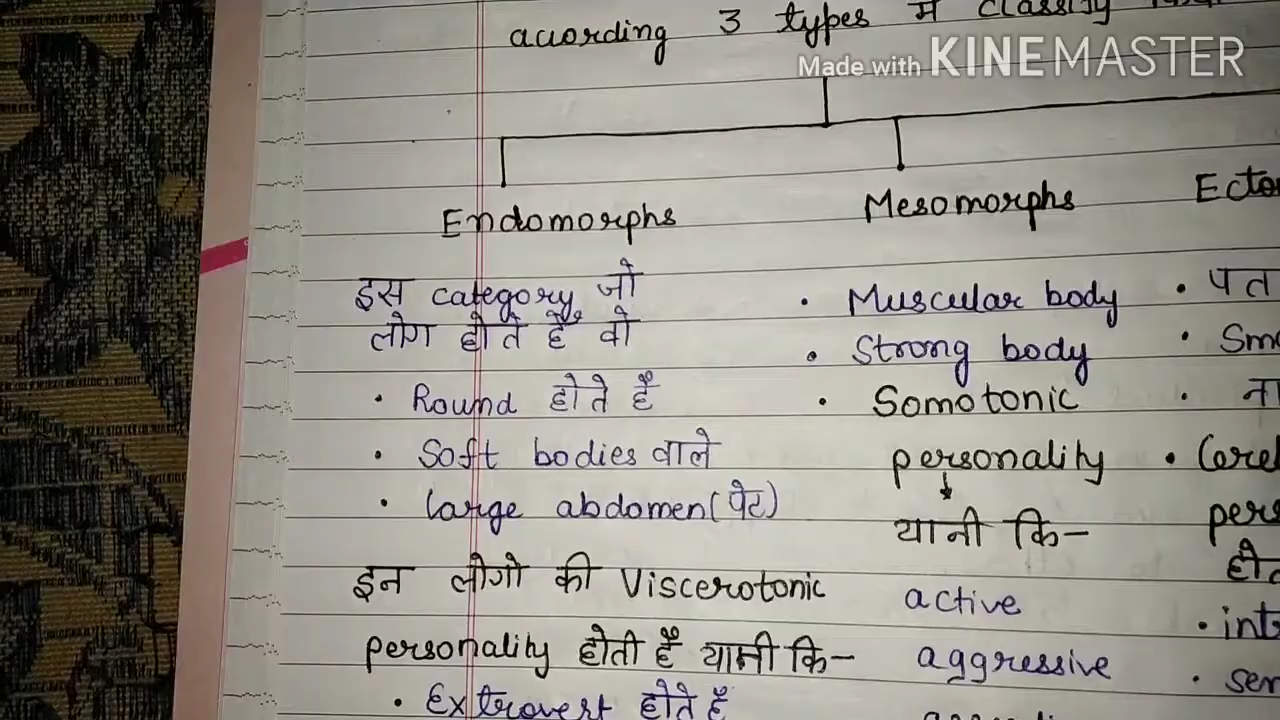 acuording 3 types में classify
Made with KINEMASTER
Endomorphs
इस category जो
लोग होते हैं वो
• Round होते हैं
• Soft bodies वाले
• large abdomen (पेट)
इन लोगो की Viscerotonic
personality होती हैं यानी कि–
• Extrovert होते हैं
Mesomorphs
• Muscular body
• Strong body
• Somotonic
personality
↓
यानी कि–
active
aggressive